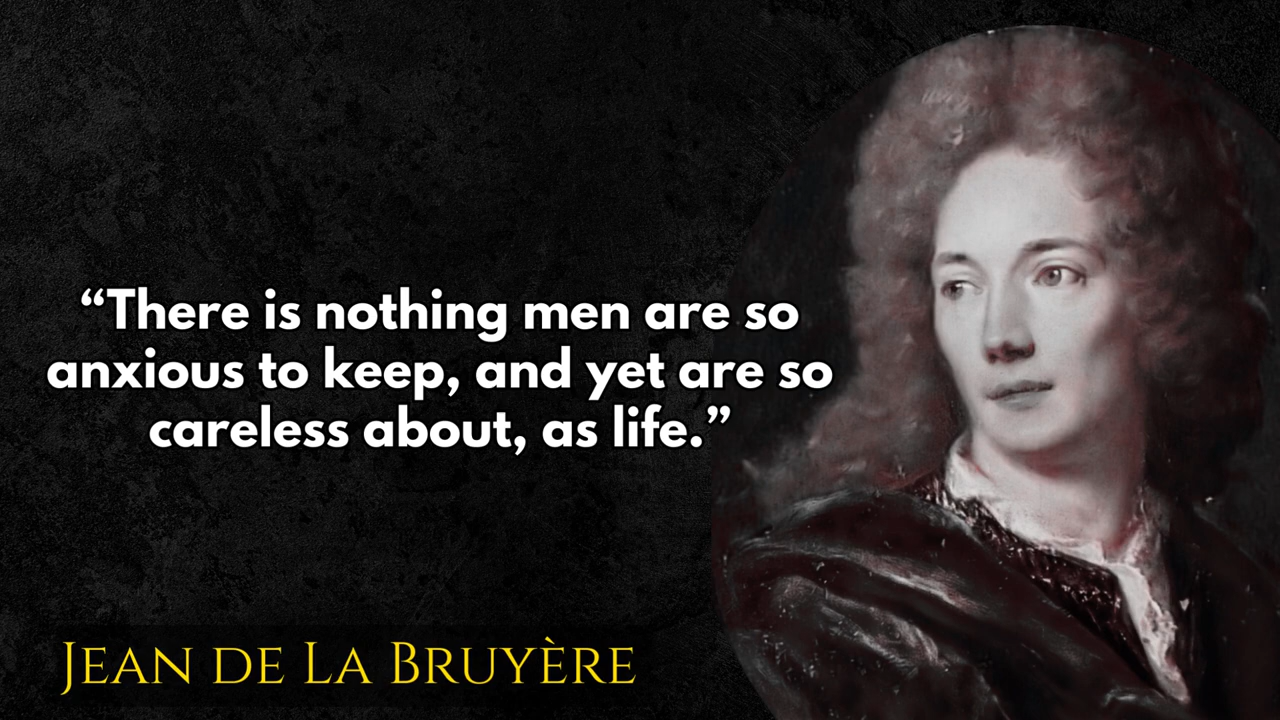 “There is nothing men are so
anxious to keep, and yet are so
careless about, as life.”
Jean de La Bruyère